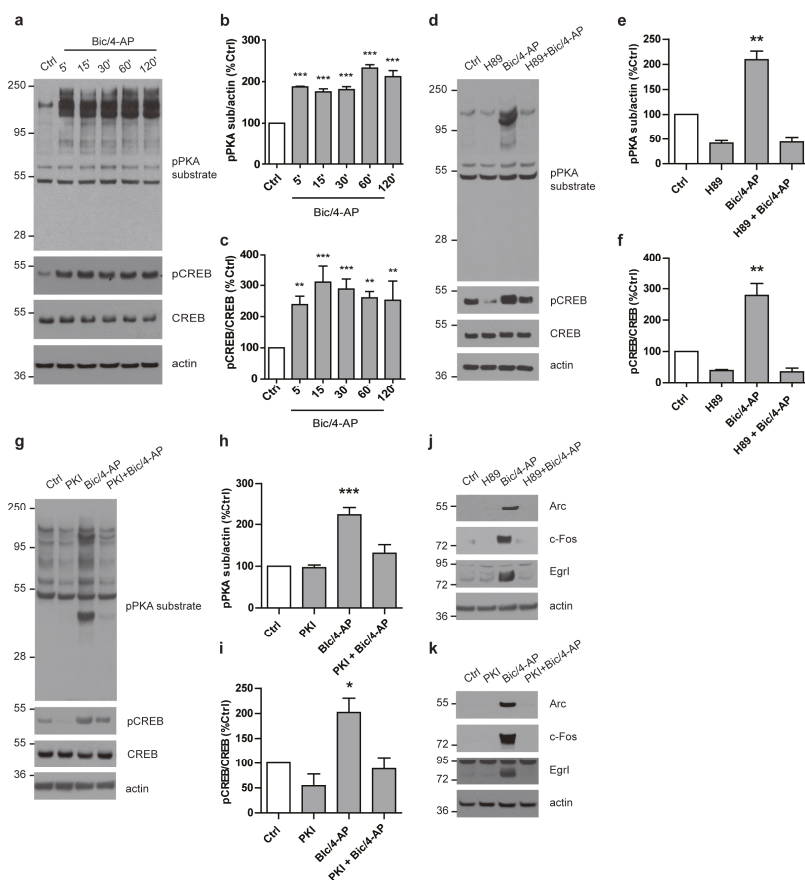 a
Bic/4-AP
Ctrl 5' 15' 30' 60' 120'
250
95
55
28
pPKA
substrate
55
pCREB
55
CREB
actin
36
b
pPKA sub/actin (%Ctrl)
300
200
100
0
Ctrl 5' 15' 30' 60' 120'
*** *** *** *** ***
Bic/4-AP
c
pCREB/CREB (%Ctrl)
400
300
200
100
0
** *** *** ** **
Ctrl 5' 15' 30' 60' 120'
Bic/4-AP
d
Ctrl H89 Bic/4-AP H89+Bic/4-AP
250
95
55
28
pPKA
substrate
55
pCREB
55
CREB
actin
36
e
pPKA sub/actin (%Ctrl)
250
200
150
100
50
0
**
Ctrl H89 Bic/4-AP H89 + Bic/4-AP
f
pCREB/CREB (%Ctrl)
400
300
200
100
0
**
Ctrl H89 Bic/4-AP H89 + Bic/4-AP
g
Ctrl PKI Bic/4-AP PKI+Bic/4-AP
250
95
55
28
pPKA substrate
55
pCREB
55
CREB
36
actin
h
pPKA sub/actin (%Ctrl)
300
200
100
0
***
Ctrl PKI BIc/4-AP PKI + Bic/4-AP
i
pCREB/CREB (%Ctrl)
250
200
150
100
50
0
*
Ctrl PKI BIc/4-AP PKI + Bic/4-AP
j
Ctrl H89 Bic/4-AP H89+Bic/4-AP
55
Arc
72
c-Fos
95
72
EgrI
36
actin
k
Ctrl PKI Bic/4-AP PKI+Bic/4-AP
55
Arc
72
c-Fos
95
72
EgrI
36
actin